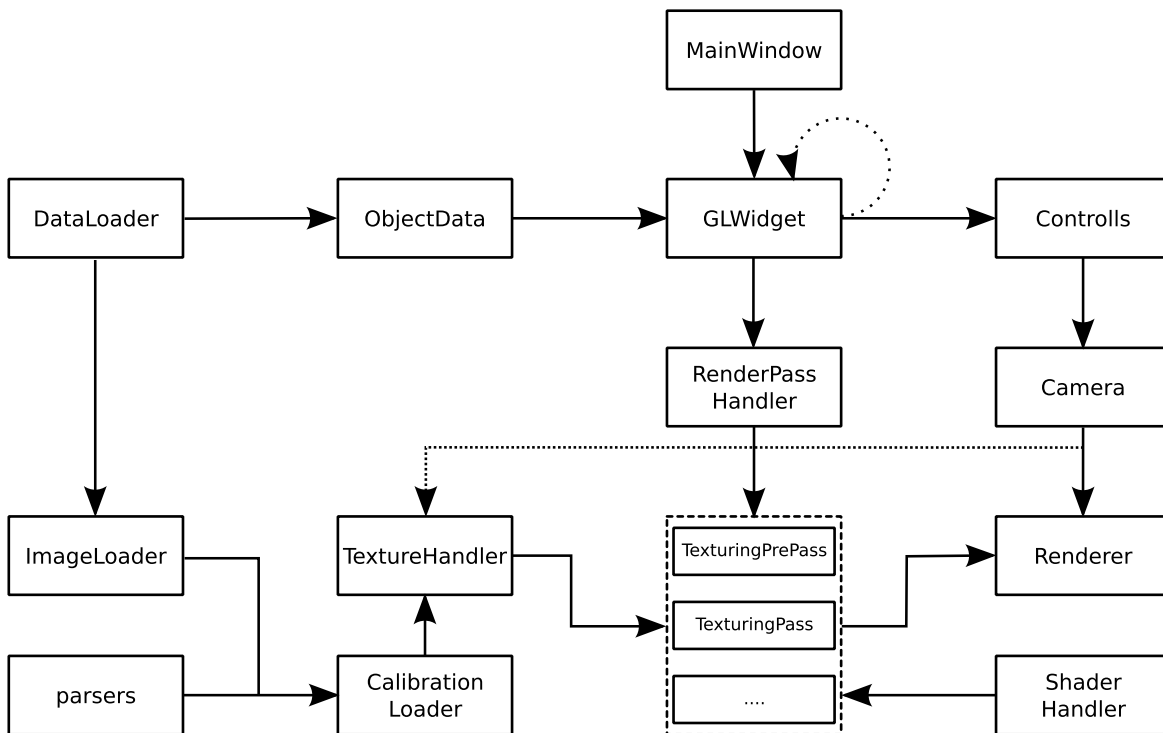 MainWindow
DataLoader
ObjectData
GLWidget
Controlls
RenderPass
Handler
Camera
ImageLoader
TextureHandler
TexturingPrePass
Renderer
TexturingPass
parsers
Calibration
Loader
....
Shader
Handler